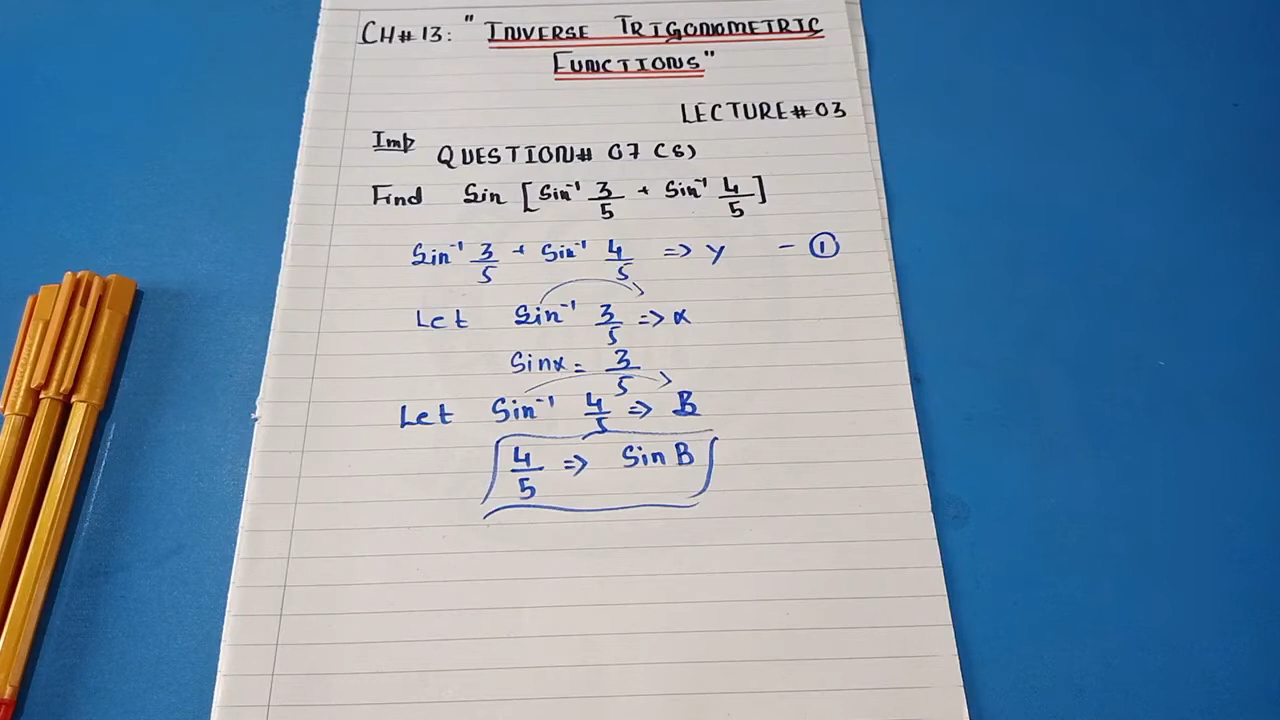 CH# 13: " INVERSE TRIGONOMETRIC
FUNCTIONS"
LECTURE# 03
Imp
QUESTION# 07 (6)
Find Sin [Sin⁻¹ 3/5 + Sin⁻¹ 4/5]
Sin⁻¹ 3/5 + Sin⁻¹ 4/5 => y - ①
Let Sin⁻¹ 3/5 => α
Sinα = 3/5
Let Sin⁻¹ 4/5 => B
4/5 => Sin B